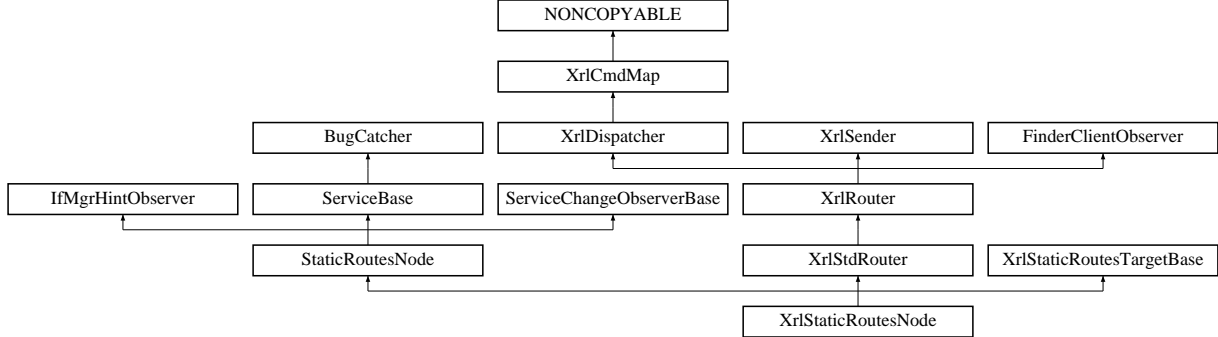 NONCOPYABLE
XrlCmdMap
BugCatcher XrlDispatcher XrlSender FinderClientObserver
IfMgrHintObserver ServiceBase ServiceChangeObserverBase XrlRouter
StaticRoutesNode XrlStdRouter XrlStaticRoutesTargetBase
XrlStaticRoutesNode